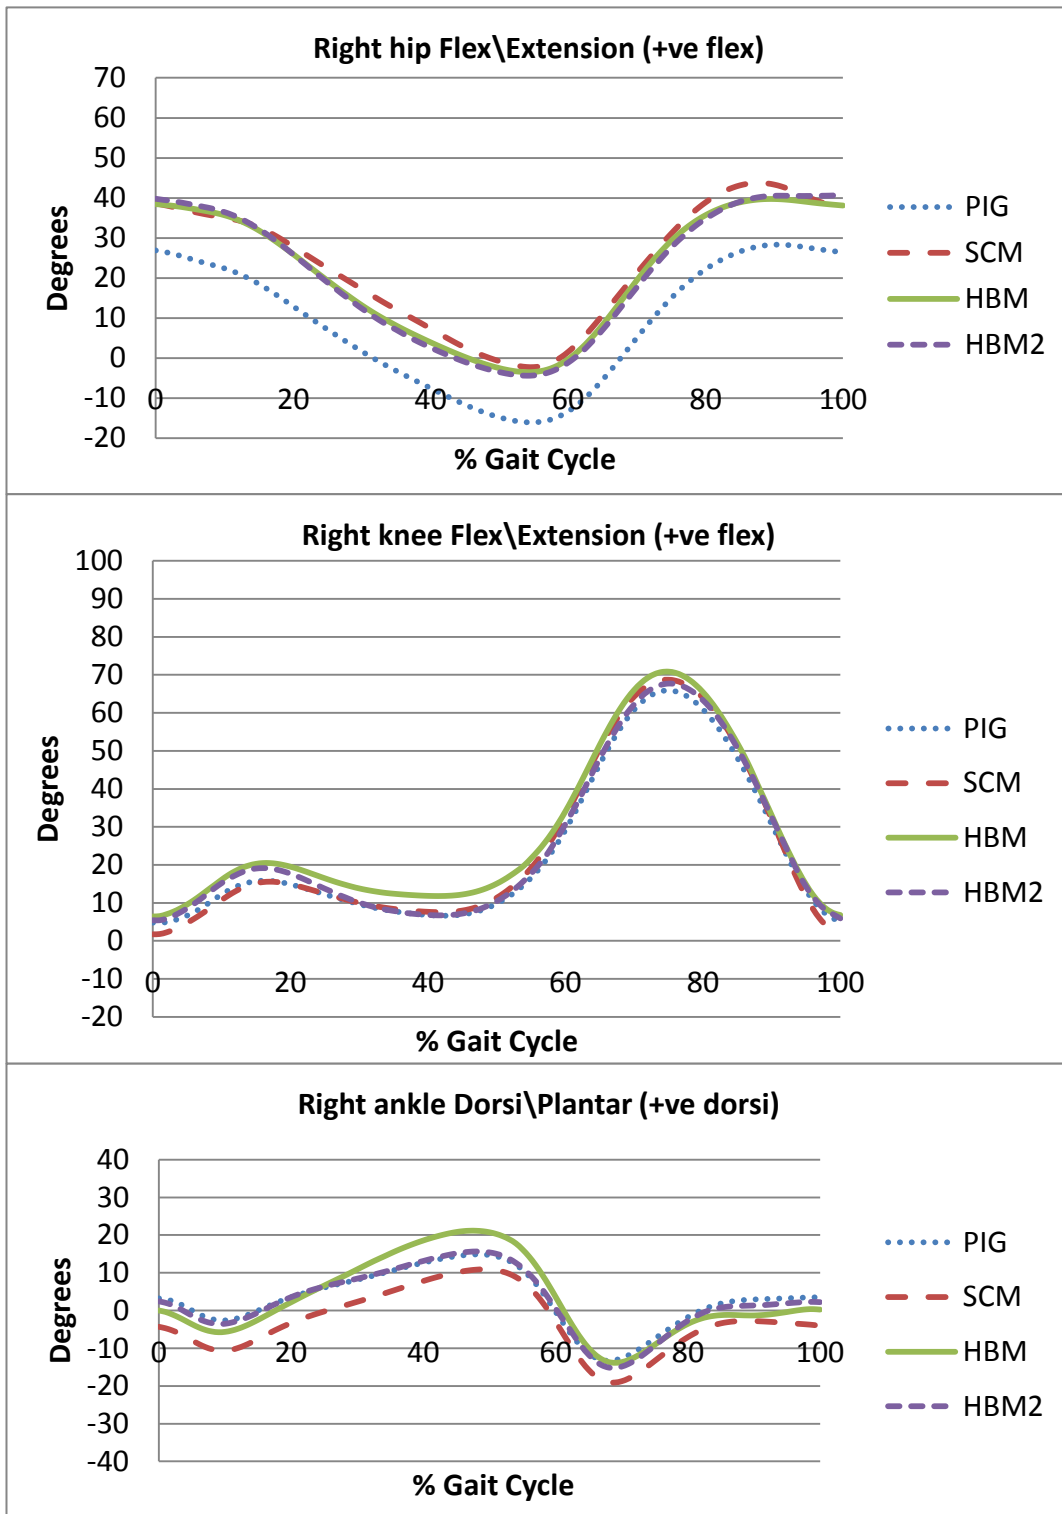 Right hip Flex\Extension (+ve flex)
70
60
50
40
30
20
10
0
-10
-20
Degrees
0 20 40 60 80 100
% Gait Cycle
PIG
SCM
HBM
HBM2
Right knee Flex\Extension (+ve flex)
100
90
80
70
60
50
40
30
20
10
0
-10
-20
Degrees
0 20 40 60 80 100
% Gait Cycle
PIG
SCM
HBM
HBM2
Right ankle Dorsi\Plantar (+ve dorsi)
40
30
20
10
0
-10
-20
-30
-40
Degrees
0 20 40 60 80 100
% Gait Cycle
PIG
SCM
HBM
HBM2